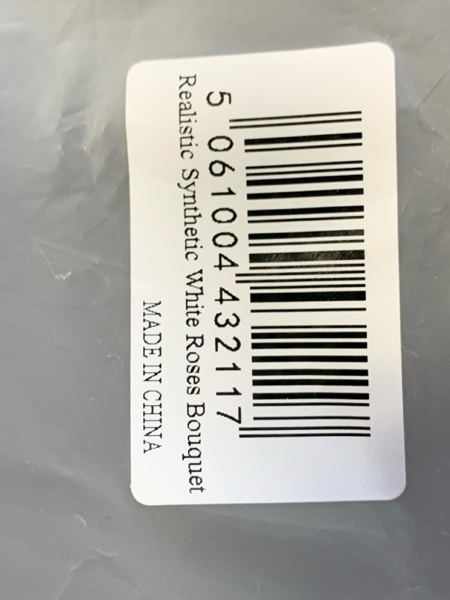 5 061004 432117
Realistic Synthetic White Roses Bouquet
MADE IN CHINA